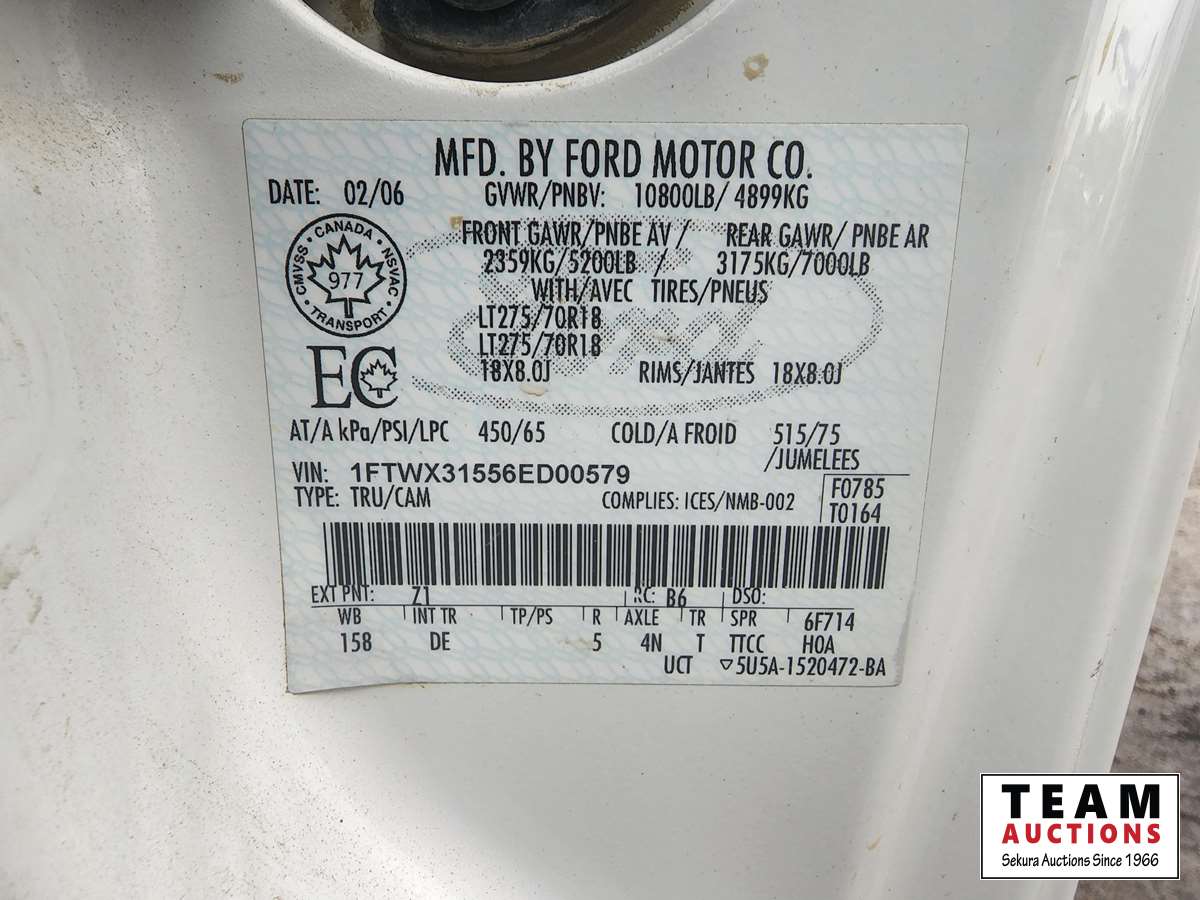 MFD. BY FORD MOTOR CO.
DATE: 02/06 GVWR/PNBV: 10800LB/ 4899KG
FRONT GAWR/PNBE AV / REAR GAWR/ PNBE AR
2359KG/5200LB / 3175KG/7000LB
WITH/AVEC TIRES/PNEUS
CMVSS · CANADA · NSVAC · TRANSPORT ·
977
LT275/70R18
LT275/70R18
18X8.0J RIMS/JANTES 18X8.0J
EC
AT/A kPa/PSI/LPC 450/65 COLD/A FROID 515/75
/JUMELEES
VIN: 1FTWX31556ED00579
TYPE: TRU/CAM COMPLIES: ICES/NMB-002
F0785
T0164
EXT PNT: Z1 RC: B6 DSO:
WB INT TR TP/PS R AXLE TR SPR 6F714
158 DE 5 4N T TTCC HOA
UCT 5U5A-1520472-BA
TEAM
AUCTIONS
Sekura Auctions Since 1966